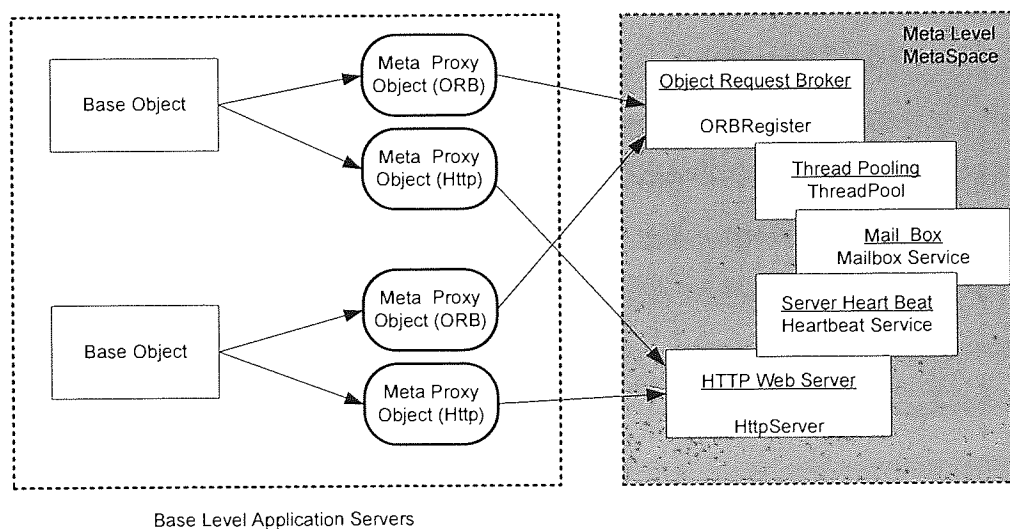 Meta Level
MetaSpace
Meta Proxy
Object (ORB)
Base Object
Object Request Broker
ORBRegister
Meta Proxy
Object (Http)
Thread Pooling
ThreadPool
Mail Box
Mailbox Service
Meta Proxy
Object (ORB)
Server Heart Beat
Heartbeat Service
Base Object
Meta Proxy
Object (Http)
HTTP Web Server
HttpServer
Base Level Application Servers